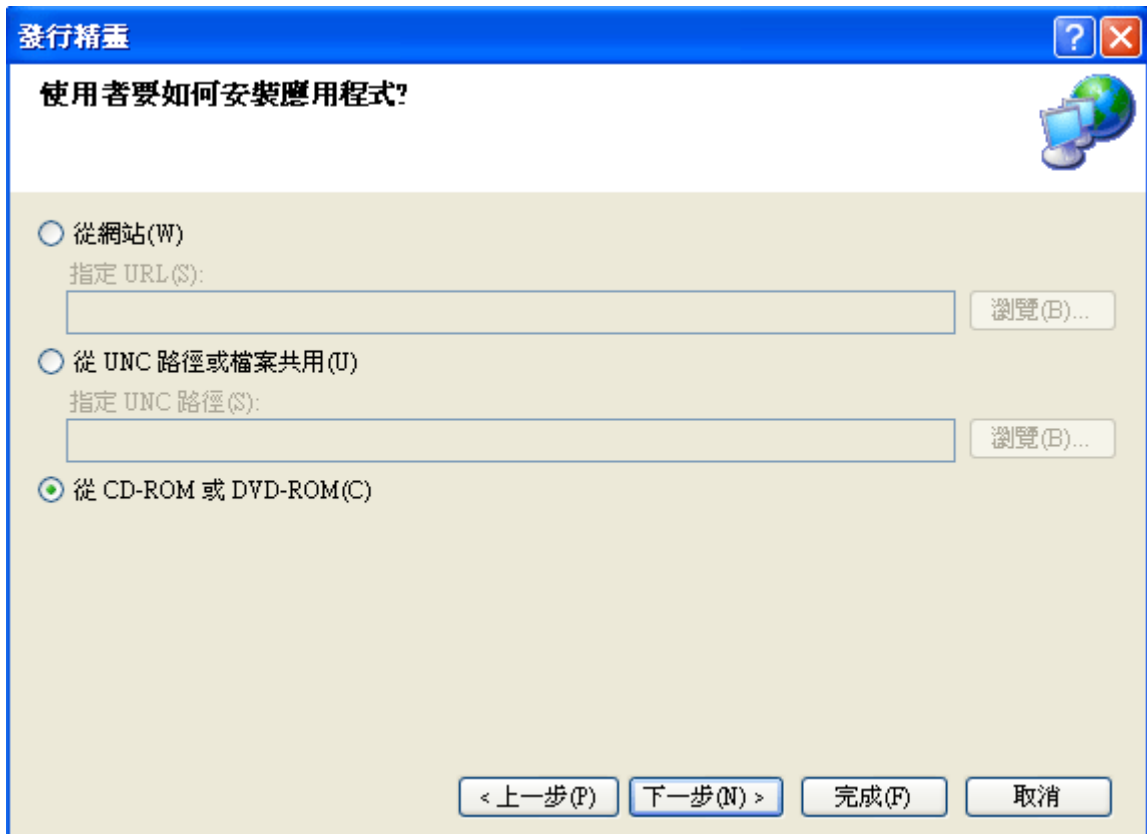 發行精靈
使用者要如何安裝應用程式?
從網站(W)
指定 URL(S):
瀏覽(B)...
從 UNC 路徑或檔案共用(U)
指定 UNC 路徑(S):
瀏覽(B)...
從 CD-ROM 或 DVD-ROM(C)
< 上一步(P) 下一步(N) > 完成(F) 取消